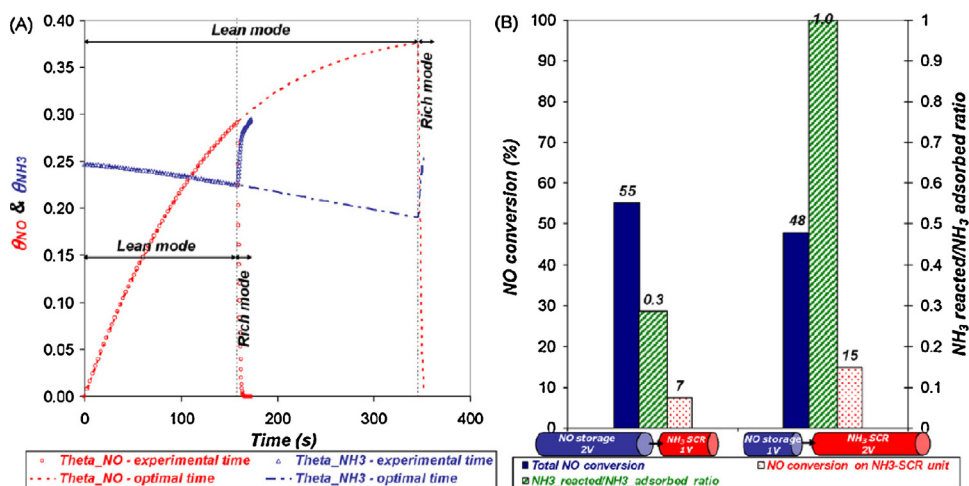 (A)
0.40
0.35
0.30
0.25
0.20
0.15
0.10
0.05
0.00
θNO & θNH3
Lean mode
Rich mode
Lean mode
Rich mode
0
100
200
300
400
Time (s)
Theta_NO - experimental time
Theta_NH3 - experimental time
Theta_NO - optimal time
Theta_NH3 - optimal time
(B)
100
90
80
70
60
50
40
30
20
10
0
NO conversion (%)
55
0.3
7
48
1.0
15
1
0.9
0.8
0.7
0.6
0.5
0.4
0.3
0.2
0.1
0
NH3 reacted/NH3 adsorbed ratio
NO storage
2V
NH3 SCR
1V
NO storage
1V
NH3 SCR
2V
Total NO conversion
NO conversion on NH3-SCR unit
NH3 reacted/NH3 adsorbed ratio